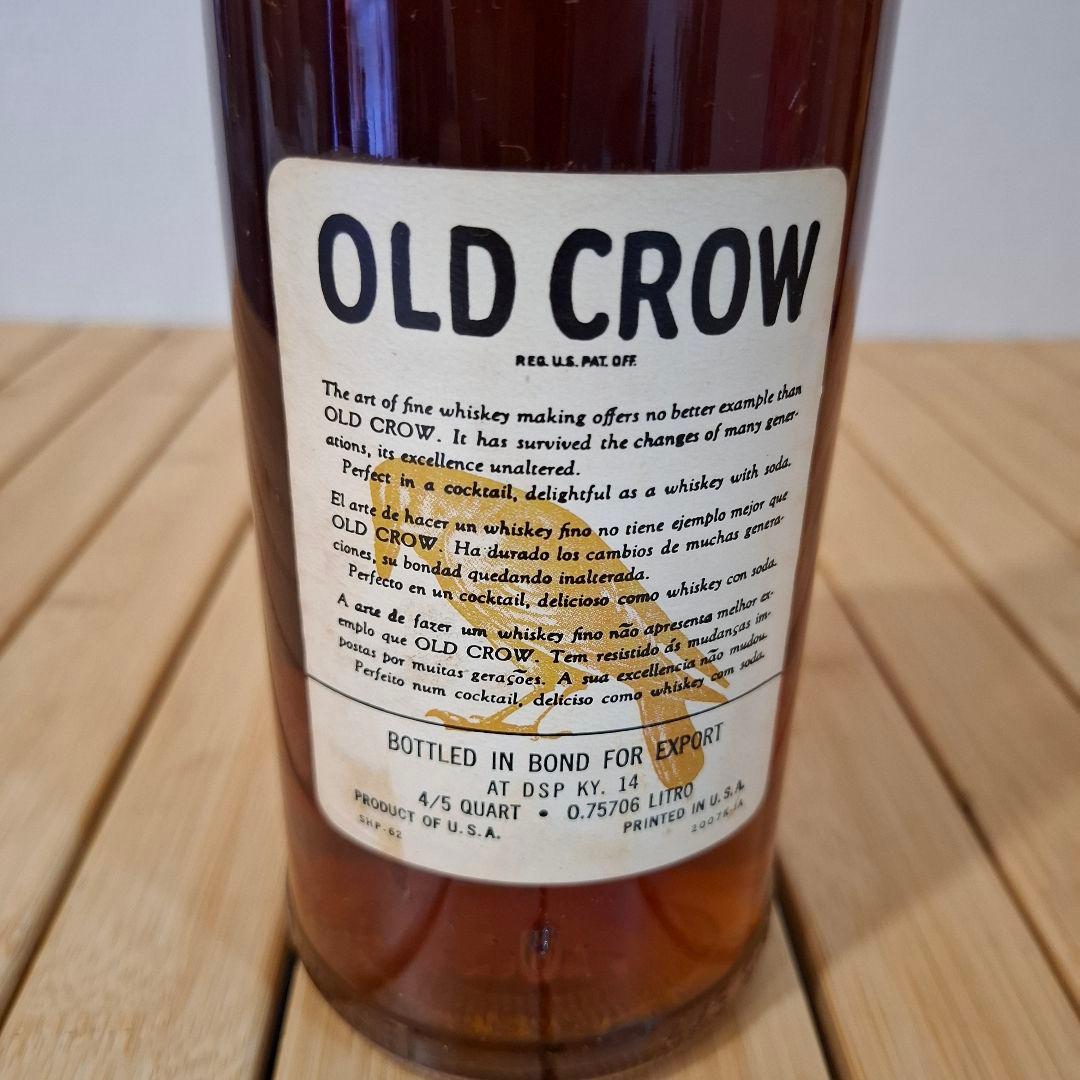 OLD CROW
REG. U.S. PAT. OFF.
The art of fine whiskey making offers no better example than
OLD CROW. It has survived the changes of many gener-
ations, its excellence unaltered.
Perfect in a cocktail, delightful as a whiskey with soda.
El arte de hacer un whiskey fino no tiene ejemplo mejor que
OLD CROW. Ha durado los cambios de muchas genera-
ciones, su bondad quedando inalterada.
Perfecto en un cocktail, delicioso como whiskey con soda.
A arte de fazer um whiskey fino não apresenta melhor ex-
emplo que OLD CROW. Tem resistido ás mudanças im-
postas por muitas gerações. A sua excellencia não mudou.
Perfeito num cocktail, deliciso como whiskey com soda.
BOTTLED IN BOND FOR EXPORT
AT DSP KY. 14
4/5 QUART • 0.75706 LITRO
PRODUCT OF U.S.A. PRINTED IN U.S.A.
SHP-62